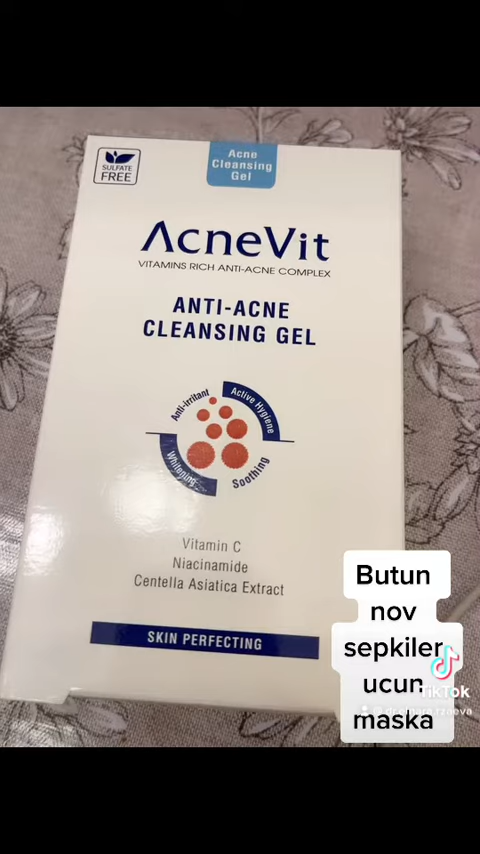 SULFATE
FREE
Acne
Cleansing
Gel
AcneVit
VITAMINS RICH ANTI-ACNE COMPLEX
ANTI-ACNE
CLEANSING GEL
Anti-irritant
Active Hygiene
Whitening
Soothing
Vitamin C
Niacinamide
Centella Asiatica Extract
SKIN PERFECTING
Butun
nov
sepkiler
ucun
maska
TikTok